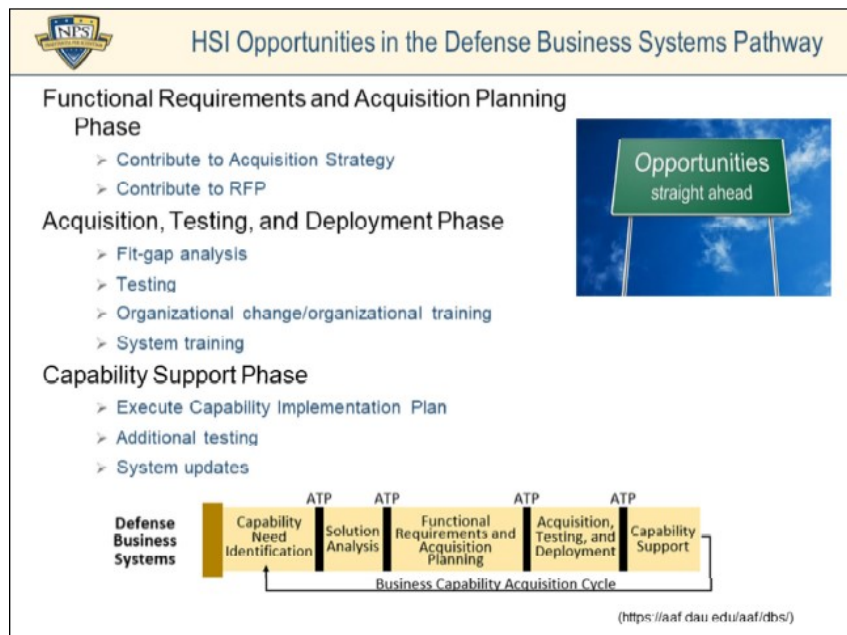 NPS
HSI Opportunities in the Defense Business Systems Pathway
Functional Requirements and Acquisition Planning
Phase
➢ Contribute to Acquisition Strategy
➢ Contribute to RFP
Opportunities
straight ahead
Acquisition, Testing, and Deployment Phase
➢ Fit-gap analysis
➢ Testing
➢ Organizational change/organizational training
➢ System training
Capability Support Phase
➢ Execute Capability Implementation Plan
➢ Additional testing
➢ System updates
ATP ATP ATP ATP
Defense
Business
Systems
Capability
Need
Identification
Solution
Analysis
Functional
Requirements and
Acquisition
Planning
Acquisition,
Testing, and
Deployment
Capability
Support
Business Capability Acquisition Cycle
(https://aaf.dau.edu/aaf/dbs/)